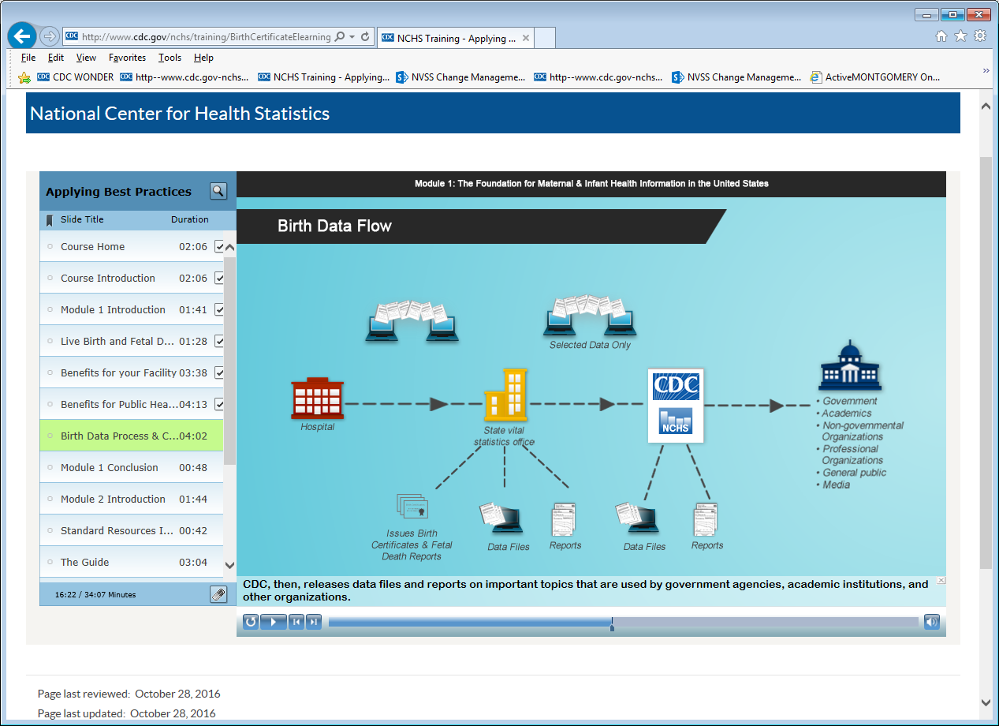 CDC http://www.cdc.gov/nchs/training/BirthCertificateElearning
CDC NCHS Training - Applying ...
File Edit View Favorites Tools Help
CDC CDC WONDER CDC http--www.cdc.gov-nchs... CDC NCHS Training - Applying... NVSS Change Manageme... CDC http--www.cdc.gov-nchs... NVSS Change Manageme... ActiveMONTGOMERY On... »
National Center for Health Statistics
Applying Best Practices
Slide Title Duration
Course Home 02:06
Course Introduction 02:06
Module 1 Introduction 01:41
Live Birth and Fetal D... 01:28
Benefits for your Facility 03:38
Benefits for Public Hea... 04:13
Birth Data Process & C... 04:02
Module 1 Conclusion 00:48
Module 2 Introduction 01:44
Standard Resources I... 00:42
The Guide 03:04
16:22 / 34:07 Minutes
Module 1: The Foundation for Maternal & Infant Health Information in the United States
Birth Data Flow
Selected Data Only
Hospital
State vital
statistics office
CDC
NCHS
• Government
• Academics
• Non-governmental
Organizations
• Professional
Organizations
• General public
• Media
Issues Birth
Certificates & Fetal
Death Reports
Data Files
Reports
Data Files
Reports
CDC, then, releases data files and reports on important topics that are used by government agencies, academic institutions, and
other organizations.
Page last reviewed: October 28, 2016
Page last updated: October 28, 2016